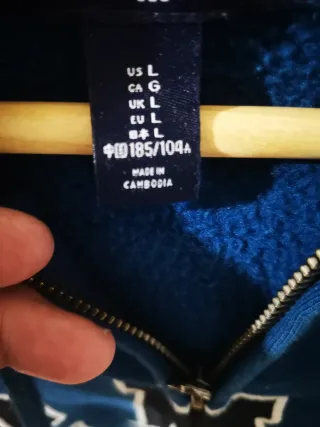 US L
CA G
UK L
EU L
日本 L
中国185/104A
MADE IN
CAMBODIA